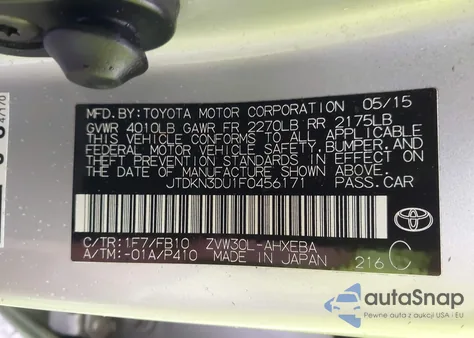 MFD. BY: TOYOTA MOTOR CORPORATION 05/15
GVWR 4010LB GAWR FR 2270LB RR 2175LB
THIS VEHICLE CONFORMS TO ALL APPLICABLE
FEDERAL MOTOR VEHICLE SAFETY, BUMPER, AND
THEFT PREVENTION STANDARDS IN EFFECT ON
THE DATE OF MANUFACTURE SHOWN ABOVE.
JTDKN3DU1F0456171 PASS.CAR
C/TR: 1F7/FB10 ZVW30L-AHXEBA
A/TM: -01A/P410 MADE IN JAPAN 216 C
TOYOTA
autoSnap
Pewne auta z aukcji USA i EU